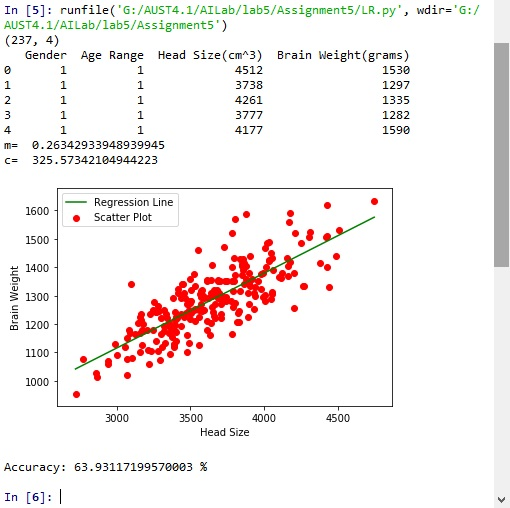 In [5]: runfile('G:/AUST4.1/AILab/lab5/Assignment5/LR.py', wdir='G:/
AUST4.1/AILab/lab5/Assignment5')
(237, 4)
Gender Age Range Head Size(cm^3) Brain Weight(grams)
0 1 1 4512 1530
1 1 1 3738 1297
2 1 1 4261 1335
3 1 1 3777 1282
4 1 1 4177 1590
m= 0.26342933948939945
c= 325.57342104944223
Regression Line
Scatter Plot
1600
1500
1400
1300
1200
1100
1000
Brain Weight
3000 3500 4000 4500
Head Size
Accuracy: 63.93117199570003 %
In [6]: